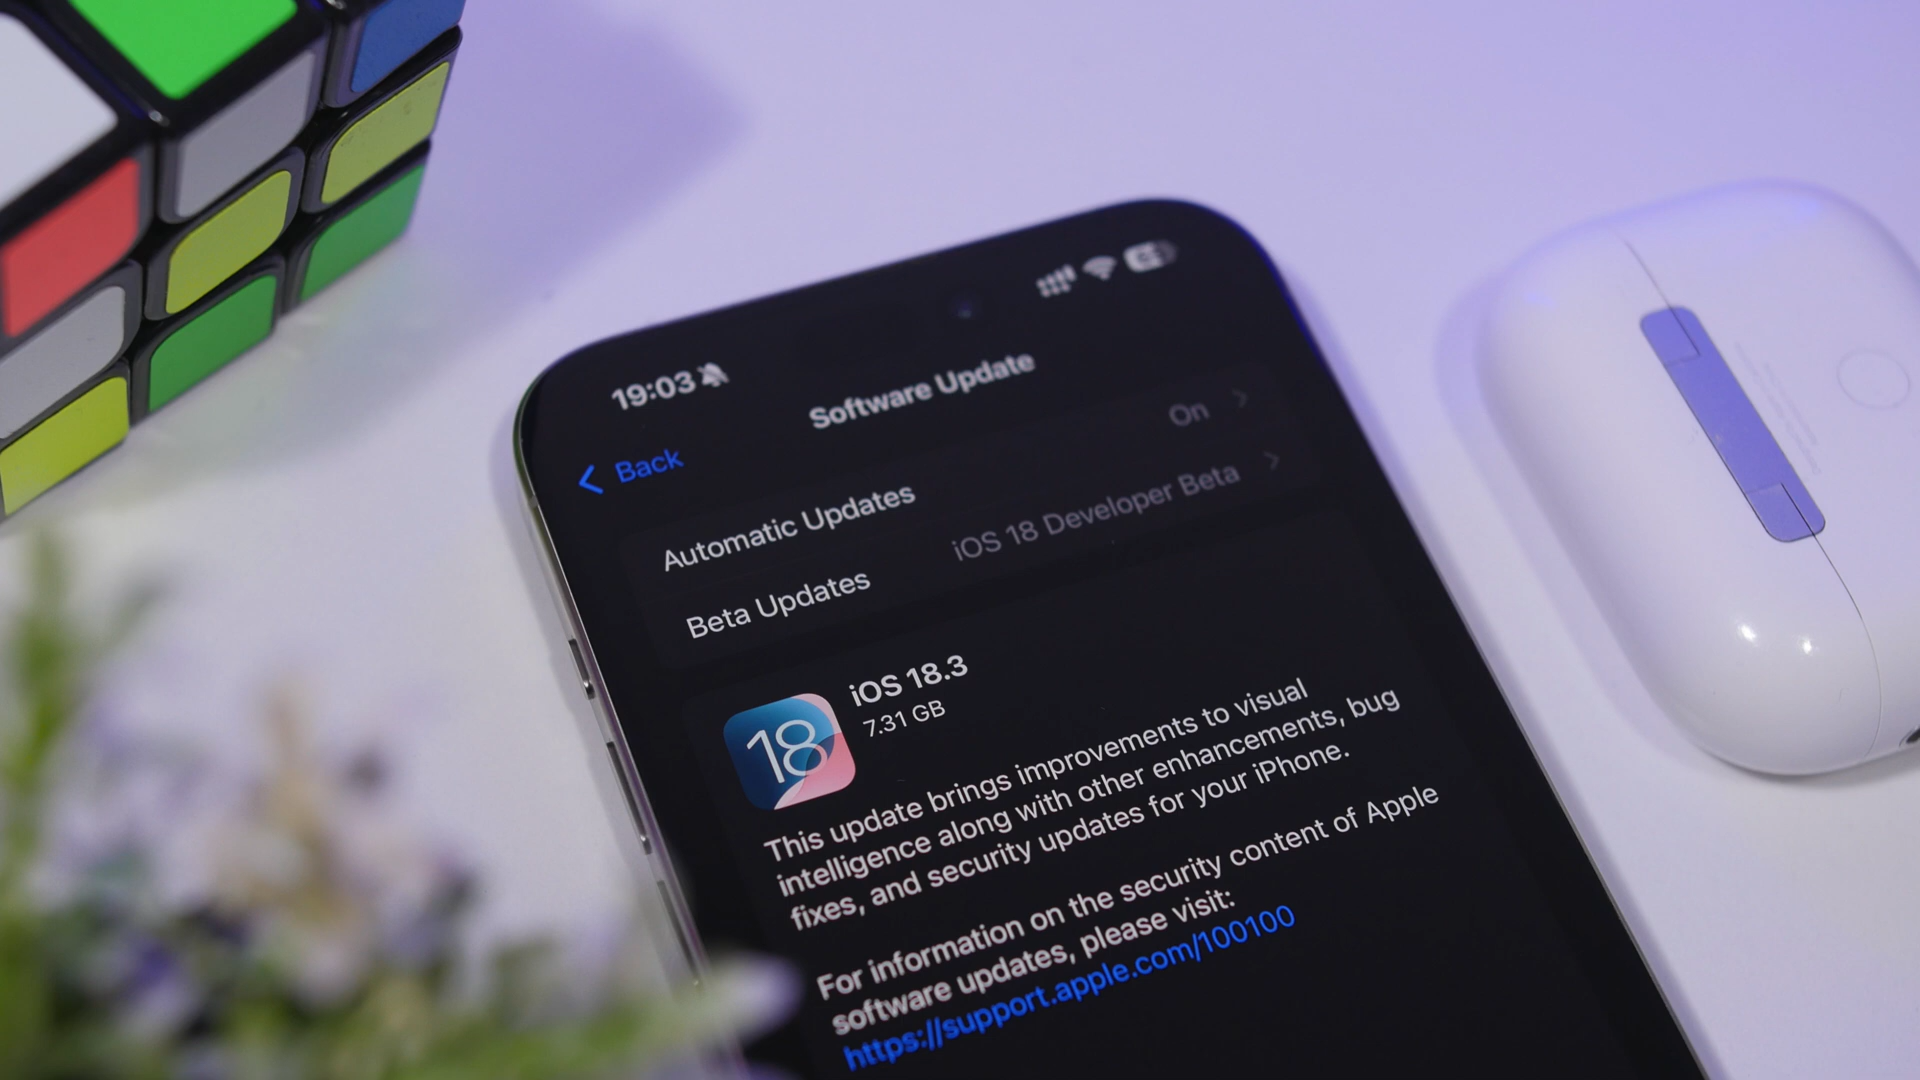 19:03
Software Update
Back
Automatic Updates On
Beta Updates iOS 18 Developer Beta
18
iOS 18.3
7.31 GB
This update brings improvements to visual
intelligence along with other enhancements, bug
fixes, and security updates for your iPhone.
For information on the security content of Apple
software updates, please visit:
https://support.apple.com/100100